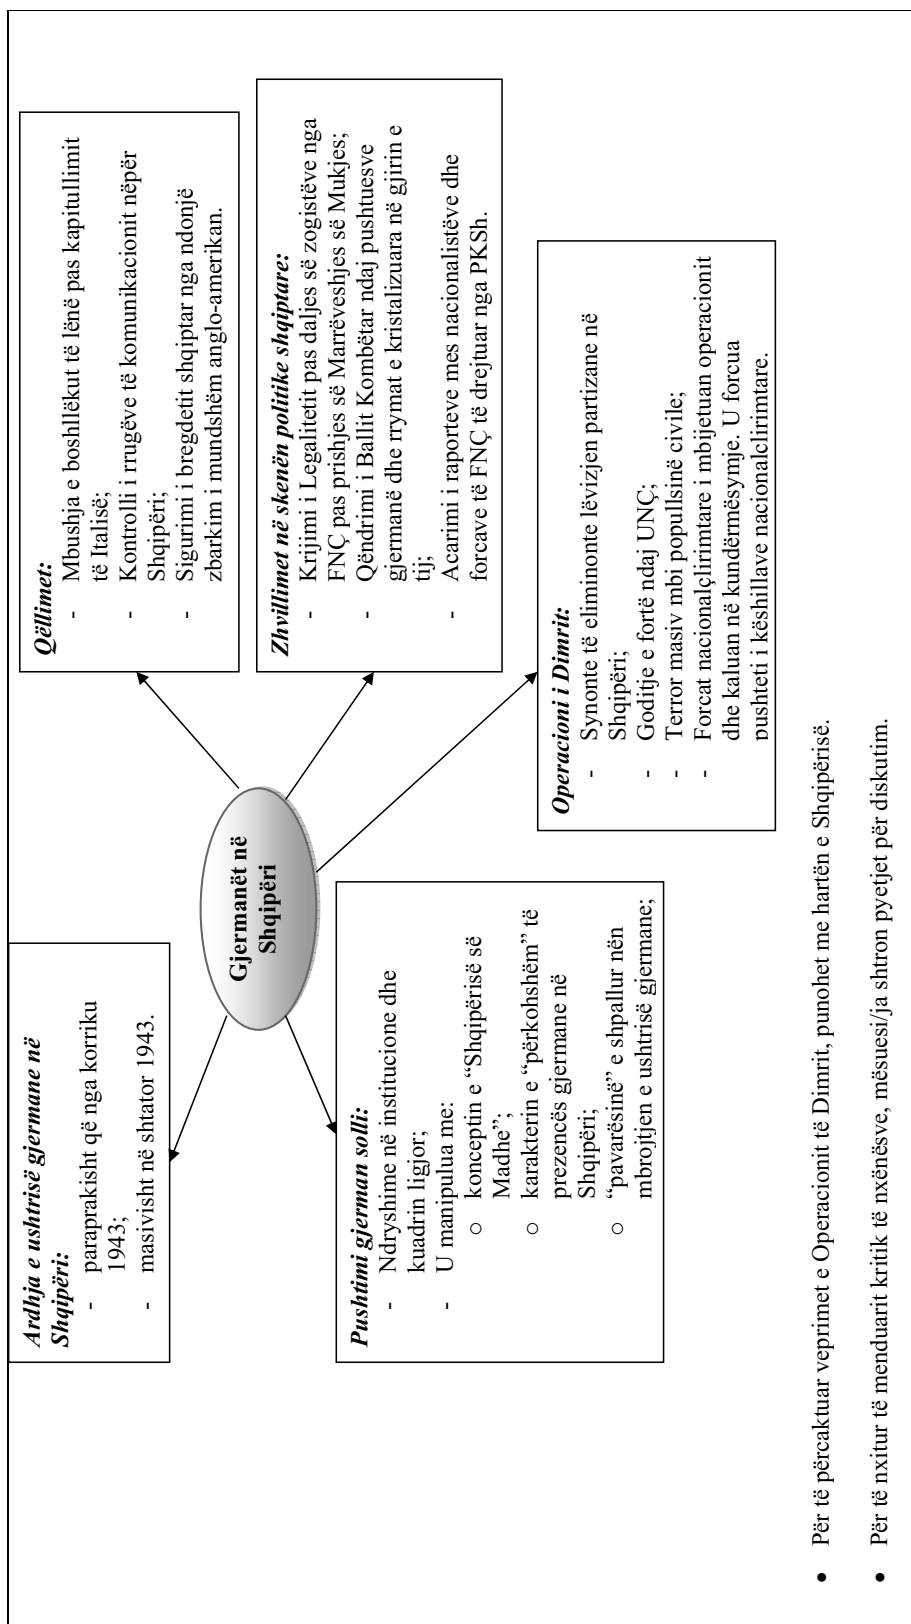 Ardhja e ushtrisë gjermane në
Shqipëri:
- paraprakisht që nga korriku
1943;
- masivisht në shtator 1943.
Qëllimet:
- Mbushja e boshllëkut të lënë pas kapitullimit
të Italisë;
- Kontrolli i rrugëve të komunikacionit nëpër
Shqipëri;
- Sigurimi i bregdetit shqiptar nga ndonjë
zbarkim i mundshëm anglo-amerikan.
Gjermanët në
Shqipëri
Zhvillimet në skenën politike shqiptare:
- Krijimi i Legalitetit pas daljes së zogistëve nga
FNÇ pas prishjes së Marrëveshjes së Mukjes;
- Qëndrimi i Ballit Kombëtar ndaj pushtuesve
gjermanë dhe rrymat e kristalizuara në gjirin e
tij;
- Acarimi i raporteve mes nacionalistëve dhe
forcave të FNÇ të drejtuar nga PKSh.
Pushtimi gjerman solli:
- Ndryshime në institucione dhe
kuadrin ligjor;
- U manipulua me:
o konceptin e “Shqipërisë së
Madhe”;
o karakterin e “përkohshëm” të
prezencës gjermane në
Shqipëri;
o “pavarësinë” e shpallur nën
mbrojtjen e ushtrisë gjermane;
Operacioni i Dimrit:
- Synonte të eliminonte lëvizjen partizane në
Shqipëri;
- Goditje e fortë ndaj UNÇ;
- Terror masiv mbi popullsinë civile;
- Forcat nacionalçlirimtare i mbijetuan operacionit
dhe kaluan në kundërmësymje. U forcua
pushteti i këshillave nacionalçlirimtare.
• Për të përcaktuar veprimet e Operacionit të Dimrit, punohet me hartën e Shqipërisë.
• Për të nxitur të menduarit kritik të nxënësve, mësuesi/ja shtron pyetjet për diskutim.